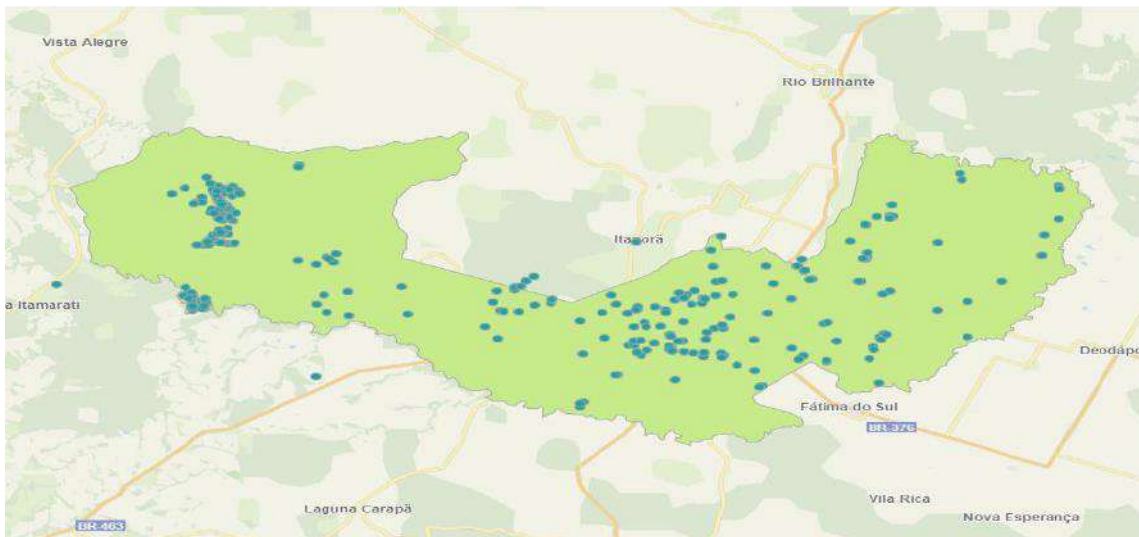 Vista Alegre
Rio Brilhante
Itaporã
a Itamarati
Deodápo
Fátima do Sul
BR-376
Vila Rica
Laguna Carapã
Nova Esperança
BR-463